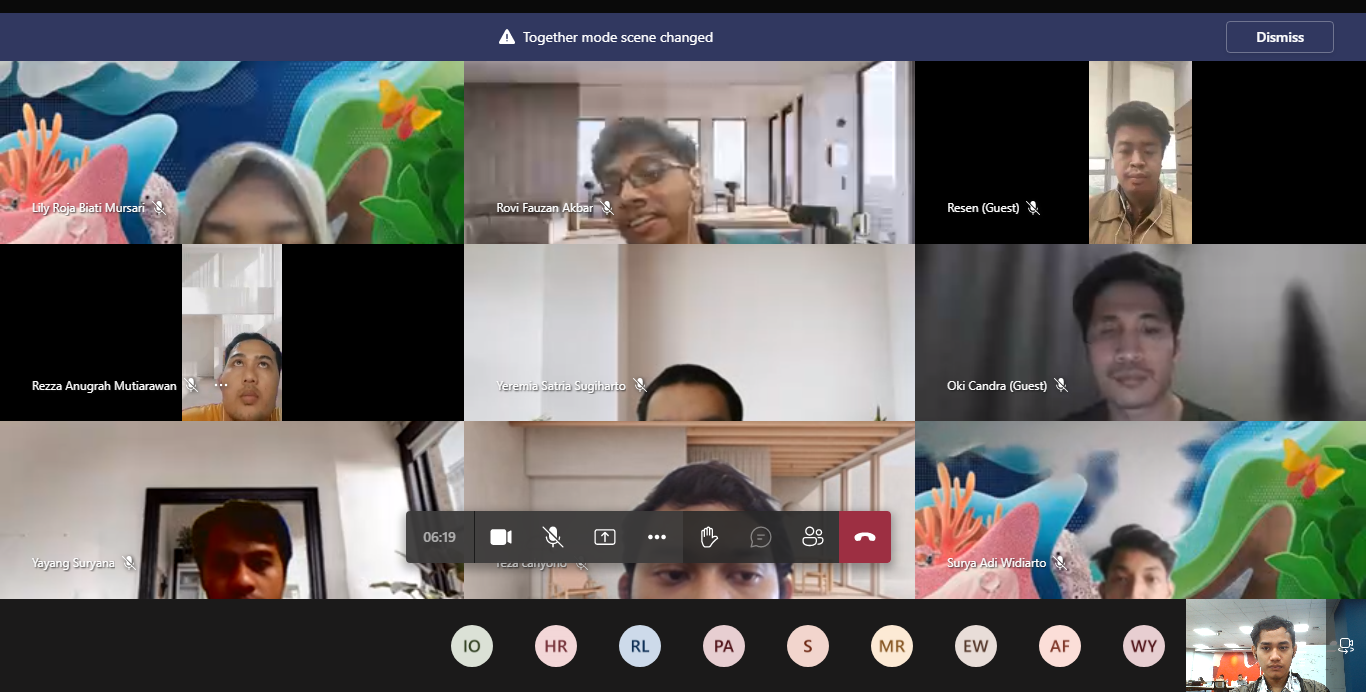 Together mode scene changed
Dismiss
Lily Roja Biati Mursari
Rovi Fauzan Akbar
Resen (Guest)
Rezza Anugrah Mutiarawan
Yeremia Satria Sugiharto
Oki Candra (Guest)
06:19
Yayang Suryana
reza cahyono
Surya Adi Widiarto
IO
HR
RL
PA
S
MR
EW
AF
WY